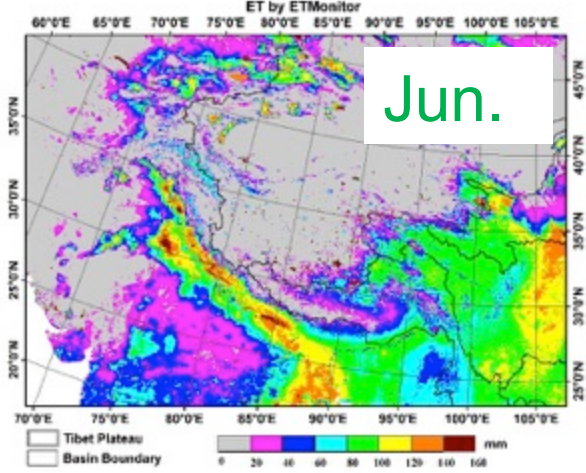 ET by ETMonitor
60°0'E 65°0'E 70°0'E 75°0'E 80°0'E 85°0'E 90°0'E 95°0'E 100°0'E 105°0'E
Jun.
35°0'N
30°0'N
25°0'N
20°0'N
45°0'N
40°0'N
35°0'N
30°0'N
25°0'N
70°0'E 75°0'E 80°0'E 85°0'E 90°0'E 95°0'E 100°0'E 105°0'E
Tibet Plateau
Basin Boundary
mm
0 20 40 60 80 100 120 140 160